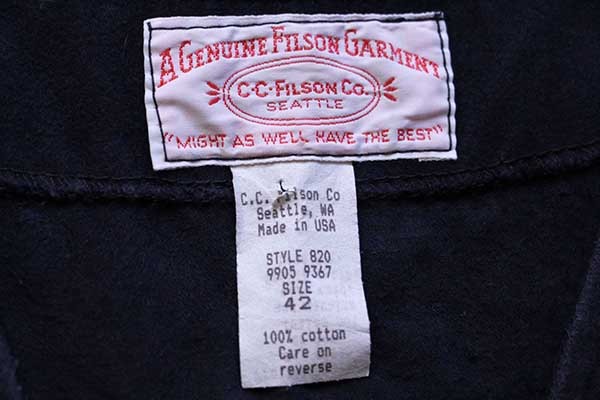 A GENUINE FILSON GARMENT
C·C·FILSON CO.
SEATTLE
"MIGHT AS WELL HAVE THE BEST"
C.C. Filson Co
Seattle, WA
Made in USA
STYLE 820
9905 9367
SIZE
42
100% cotton
Care on
reverse